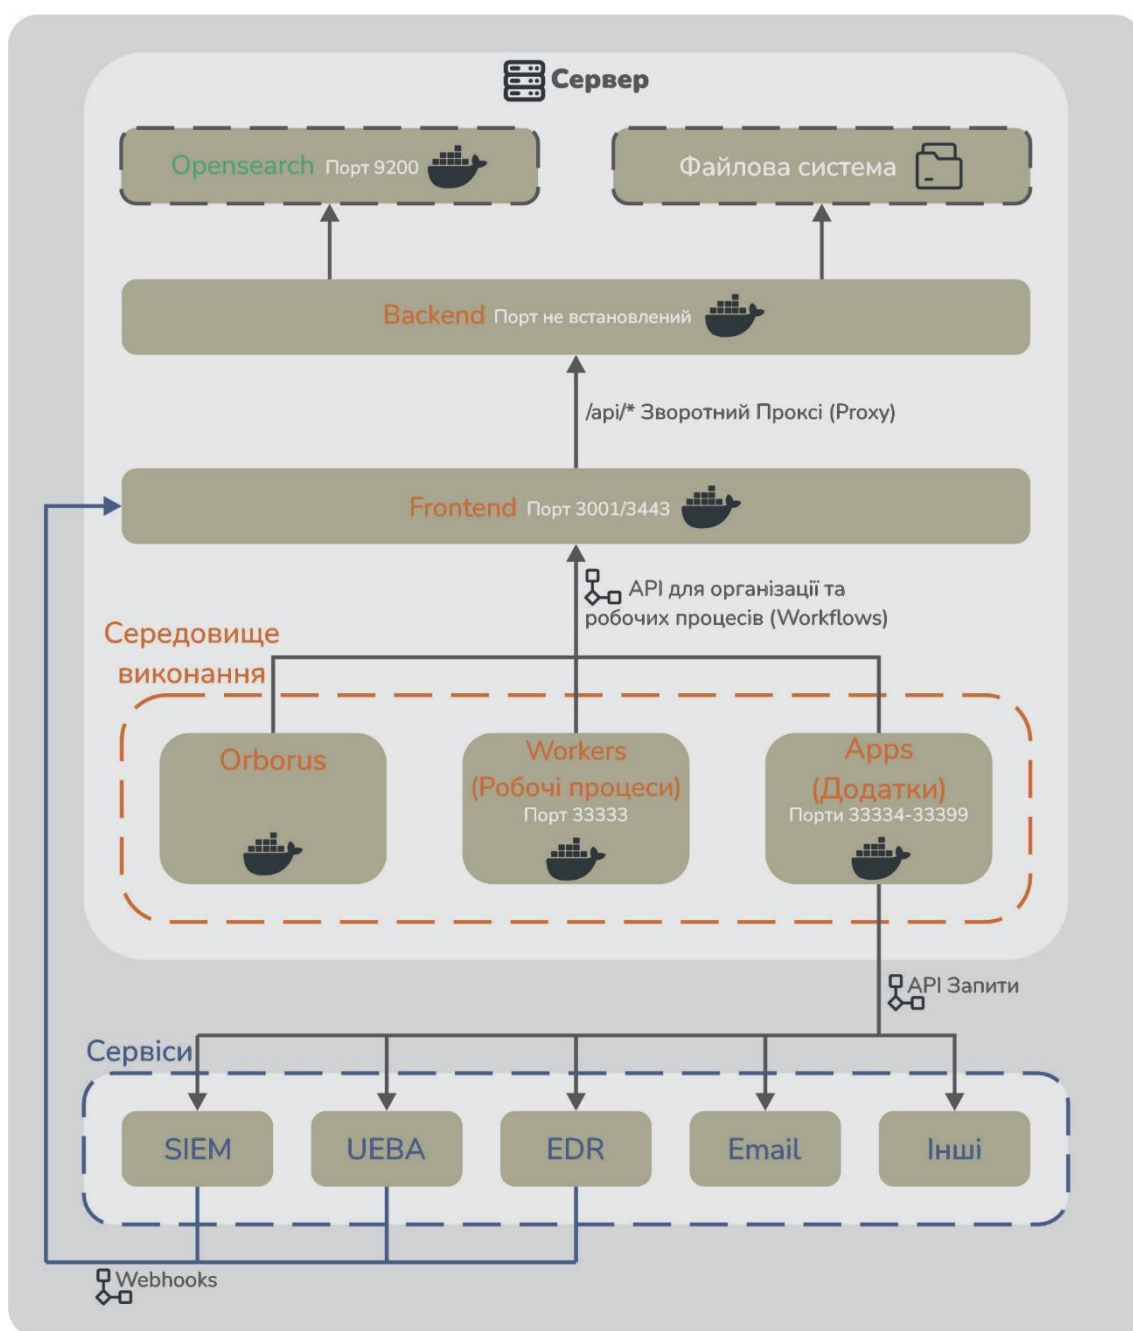 Сервер
Opensearch Порт 9200
Файлова система
Backend Порт не встановлений
/api/* Зворотний Проксі (Proxy)
Frontend Порт 3001/3443
API для організації та
робочих процесів (Workflows)
Середовище
виконання
Orborus
Workers
(Робочі процеси)
Порт 33333
Apps
(Додатки)
Порти 33334-33399
API Запити
Сервіси
SIEM
UEBA
EDR
Email
Інші
Webhooks